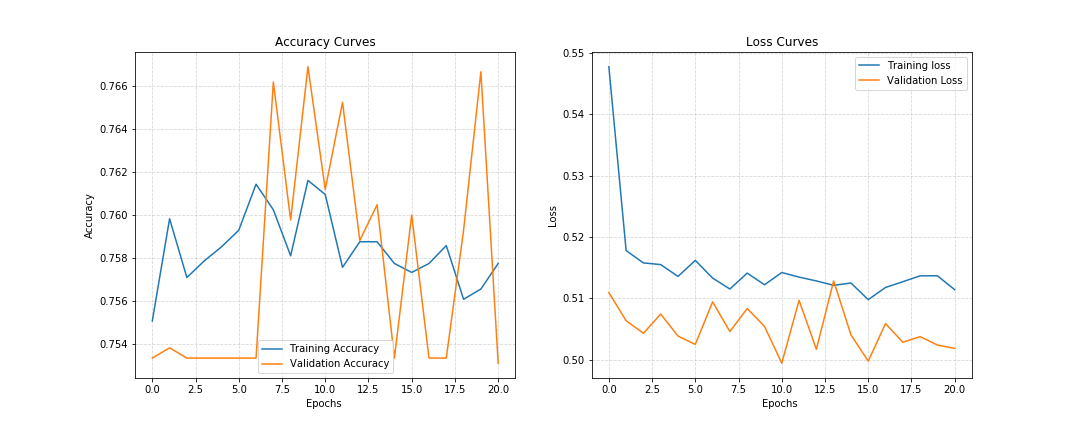 Accuracy Curves
0.766
0.764
0.762
0.760
0.758
0.756
0.754
Accuracy
Training Accuracy
Validation Accuracy
0.0 2.5 5.0 7.5 10.0 12.5 15.0 17.5 20.0
Epochs
Loss Curves
0.55
0.54
0.53
0.52
0.51
0.50
Loss
Training loss
Validation Loss
0.0 2.5 5.0 7.5 10.0 12.5 15.0 17.5 20.0
Epochs